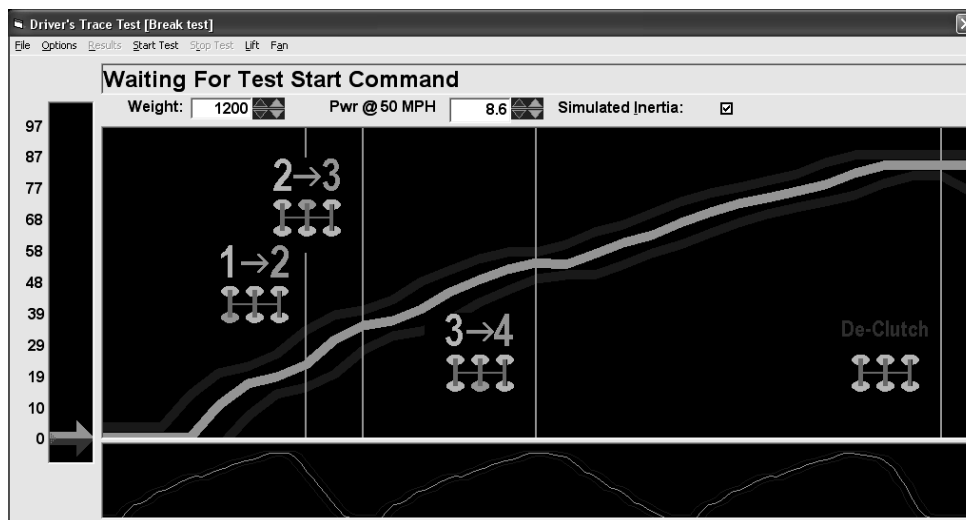 Driver's Trace Test [Break test]
File Options Results Start Test Stop Test Lift Fan
Waiting For Test Start Command
Weight: 1200 Pwr @ 50 MPH 8.6 Simulated Inertia:
97
87
77
68
58
48
39
29
19
10
0
2→3
1→2
3→4
De-Clutch